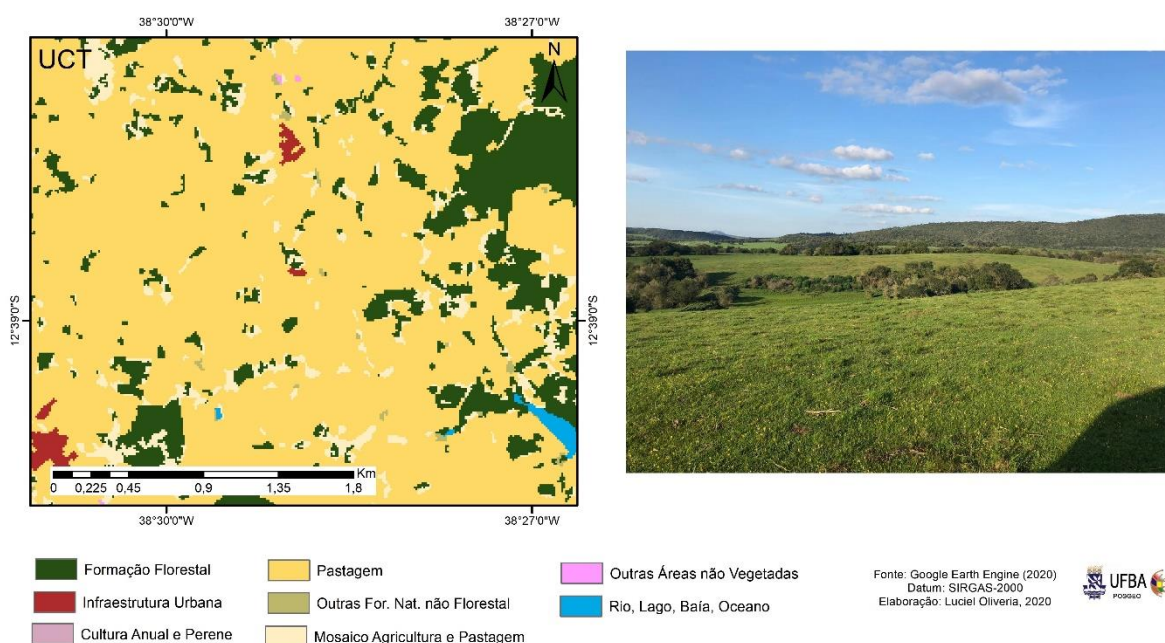 38°30'0"W
38°27'0"W
UCT
N
12°39'0"S
12°39'0"S
Km
0 0,225 0,45 0,9 1,35 1,8
38°30'0"W
38°27'0"W
Formação Florestal
Pastagem
Outras Áreas não Vegetadas
Infraestrutura Urbana
Outras For. Nat. não Florestal
Rio, Lago, Baía, Oceano
Cultura Anual e Perene
Mosaico Agricultura e Pastagem
Fonte: Google Earth Engine (2020)
Datum: SIRGAS-2000
Elaboração: Luciel Oliveria, 2020
UFBA
POSGEO